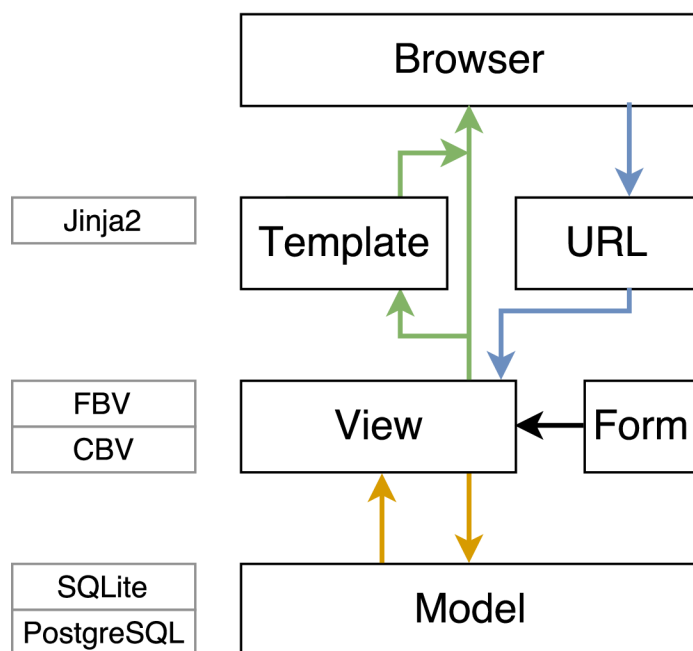 Browser
Jinja2
Template
URL
FBV
CBV
View
Form
SQLite
PostgreSQL
Model